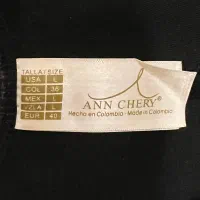 TALLA/SIZE
USA L
COL 36
MEX L
VZLA L
EUR 40
ANN CHERY®
Hecho en Colombia - Made in Colombia